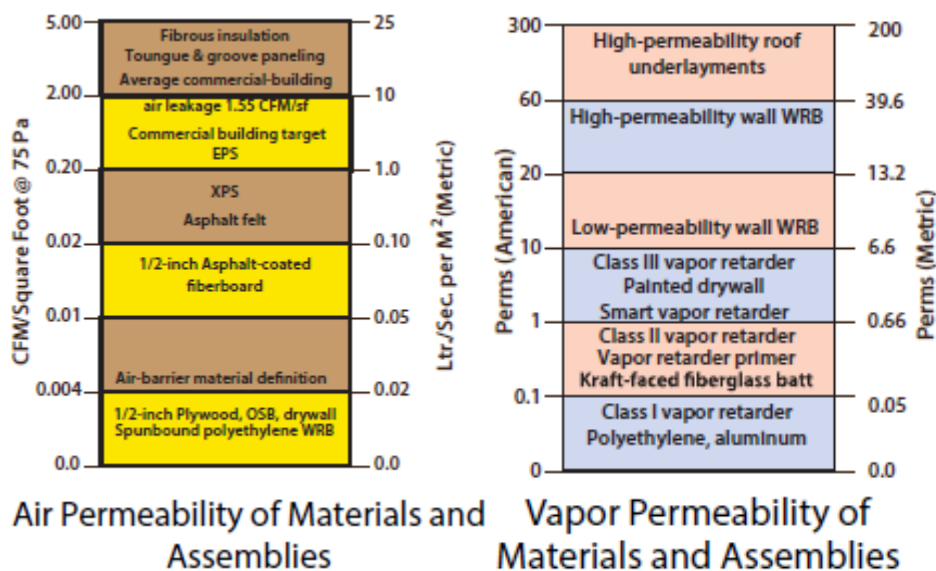 5.00
25
Fibrous insulation
Toungue & groove paneling
Average commercial-building
2.00
10
air leakage 1.55 CFM/sf
Commercial building target
EPS
0.20
1.0
XPS
Asphalt felt
0.02
0.10
1/2-inch Asphalt-coated
fiberboard
0.01
0.05
Air-barrier material definition
0.004
0.02
1/2-inch Plywood, OSB, drywall
Spunbound polyethylene WRB
0.0
0.0
CFM/Square Foot @ 75 Pa
Ltr./Sec. per M² (Metric)
Air Permeability of Materials and
Assemblies
300
200
High-permeability roof
underlayments
60
39.6
High-permeability wall WRB
20
13.2
Low-permeability wall WRB
10
6.6
Class III vapor retarder
Painted drywall
Smart vapor retarder
1
0.66
Class II vapor retarder
Vapor retarder primer
Kraft-faced fiberglass batt
0.1
0.05
Class I vapor retarder
Polyethylene, aluminum
0
0.0
Perms (American)
Perms (Metric)
Vapor Permeability of
Materials and Assemblies